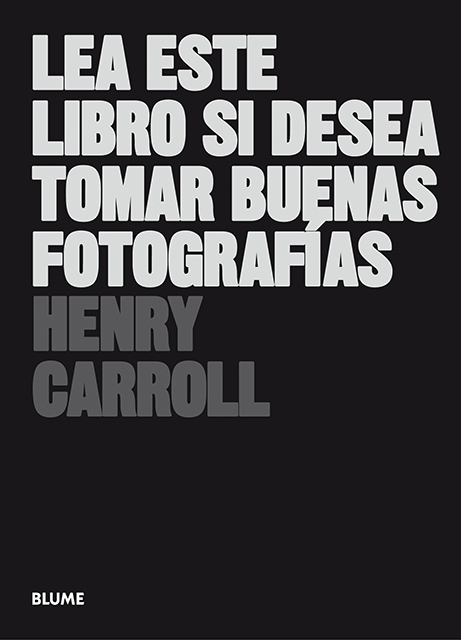 LEA ESTE
LIBRO SI DESEA
TOMAR BUENAS
FOTOGRAFÍAS
HENRY
CARROLL
BLUME